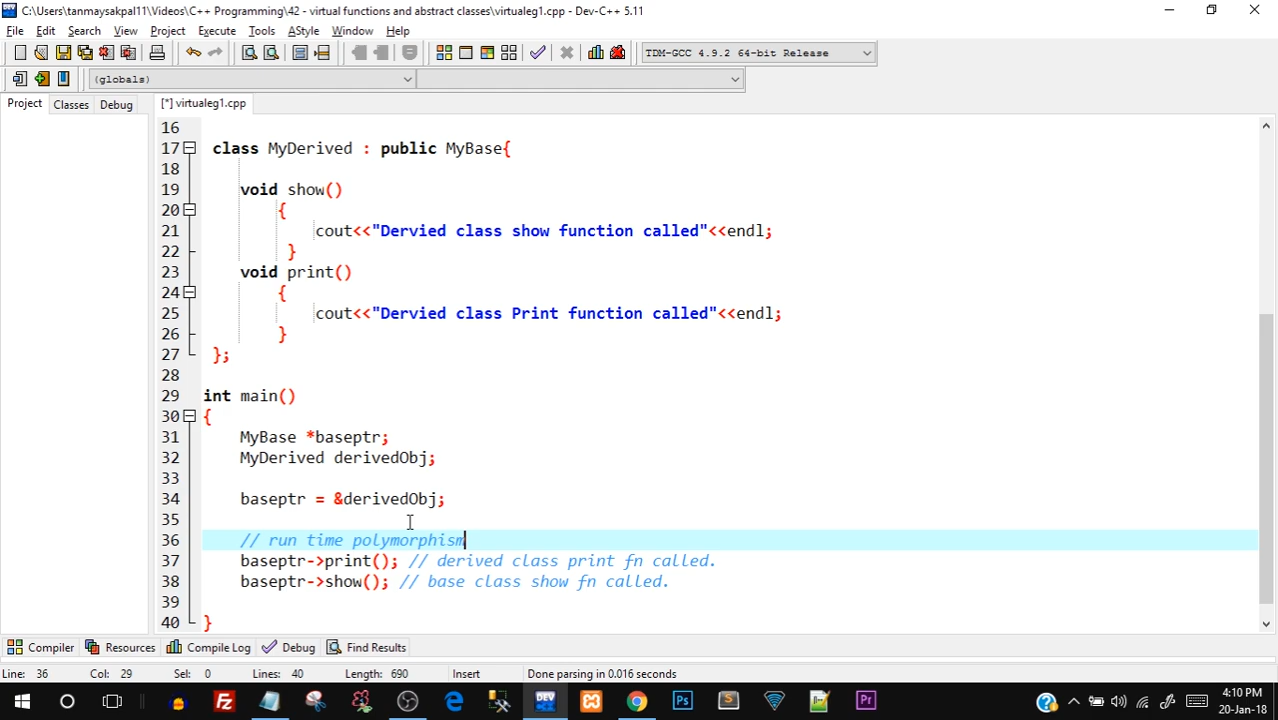 C:\Users\tanmaysakpal11\Videos\C++ Programming\42 - virtual functions and abstract classes\virtualeg1.cpp - Dev-C++ 5.11
File Edit Search View Project Execute Tools AStyle Window Help
TDM-GCC 4.9.2 64-bit Release
(globals)
Project Classes Debug [*] virtualeg1.cpp
16
17 class MyDerived : public MyBase{
18
19 void show()
20 {
21 cout<<"Dervied class show function called"<<endl;
22 }
23 void print()
24 {
25 cout<<"Dervied class Print function called"<<endl;
26 }
27 };
28
29 int main()
30 {
31 MyBase *baseptr;
32 MyDerived derivedObj;
33
34 baseptr = &derivedObj;
35
36 // run time polymorphism
37 baseptr->print(); // derived class print fn called.
38 baseptr->show(); // base class show fn called.
39
40 }
Compiler Resources Compile Log Debug Find Results
Line: 36 Col: 29 Sel: 0 Lines: 40 Length: 690 Insert Done parsing in 0.016 seconds
4:10 PM
20-Jan-18